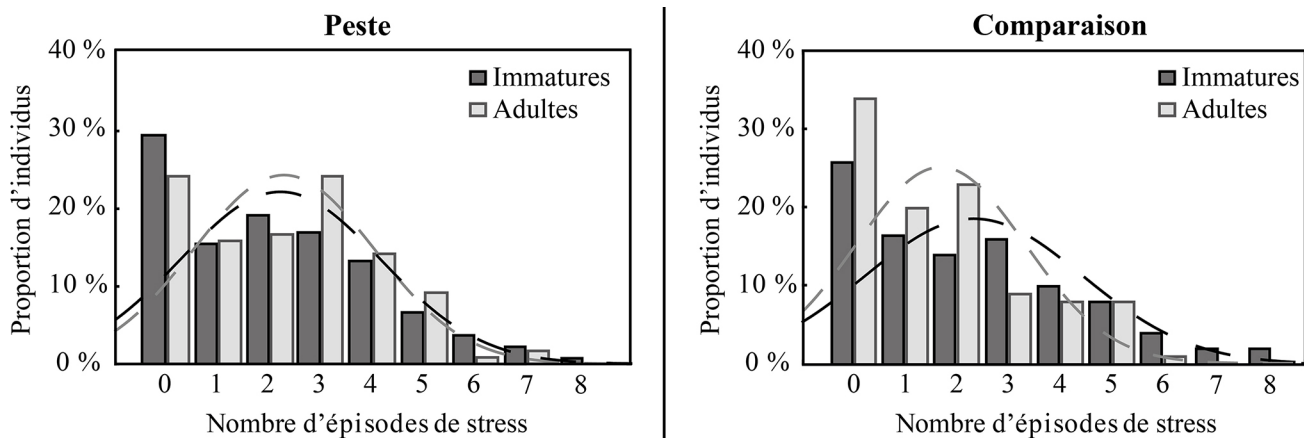 Peste
40 %
30 %
20 %
10 %
0 %
Proportion d’individus
Immatures
Adultes
0 1 2 3 4 5 6 7 8
Nombre d’épisodes de stress
Comparaison
40 %
30 %
20 %
10 %
0 %
Proportion d’individus
Immatures
Adultes
0 1 2 3 4 5 6 7 8
Nombre d’épisodes de stress